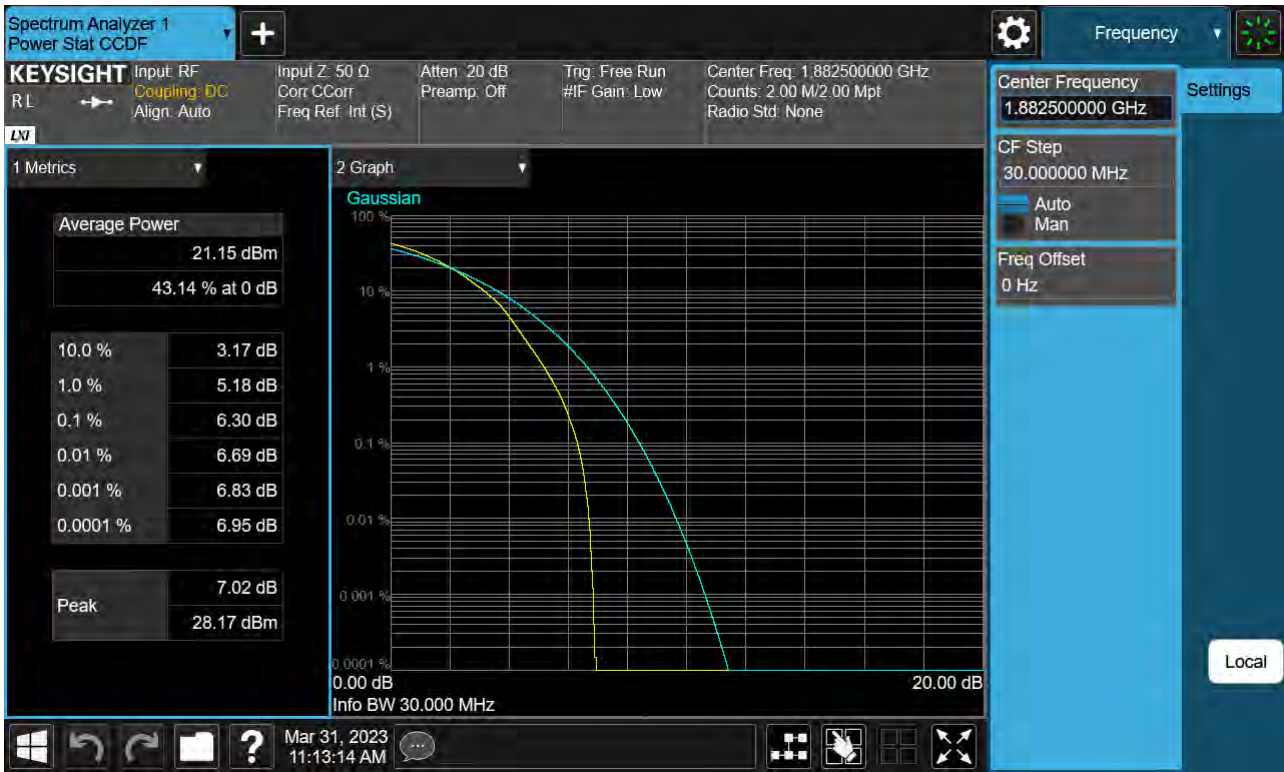 Spectrum Analyzer 1
Power Stat CCDF
Frequency
KEYSIGHT
Input: RF
Input Z: 50 Ω
Atten: 20 dB
Trig: Free Run
Center Freq: 1.882500000 GHz
RL
Coupling: DC
Corr CCorr
Preamp: Off
#IF Gain: Low
Counts: 2.00 M/2.00 Mpt
Align: Auto
Freq Ref: Int (S)
Radio Std: None
LXI
Center Frequency
1.882500000 GHz
Settings
CF Step
30.000000 MHz
Auto
Man
Freq Offset
0 Hz
1 Metrics
Average Power
21.15 dBm
43.14 % at 0 dB
10.0 % 3.17 dB
1.0 % 5.18 dB
0.1 % 6.30 dB
0.01 % 6.69 dB
0.001 % 6.83 dB
0.0001 % 6.95 dB
Peak
7.02 dB
28.17 dBm
2 Graph
Gaussian
100 %
10 %
1 %
0.1 %
0.01 %
0.001 %
0.0001 %
0.00 dB
20.00 dB
Info BW 30.000 MHz
Local
?
Mar 31, 2023
11:13:14 AM